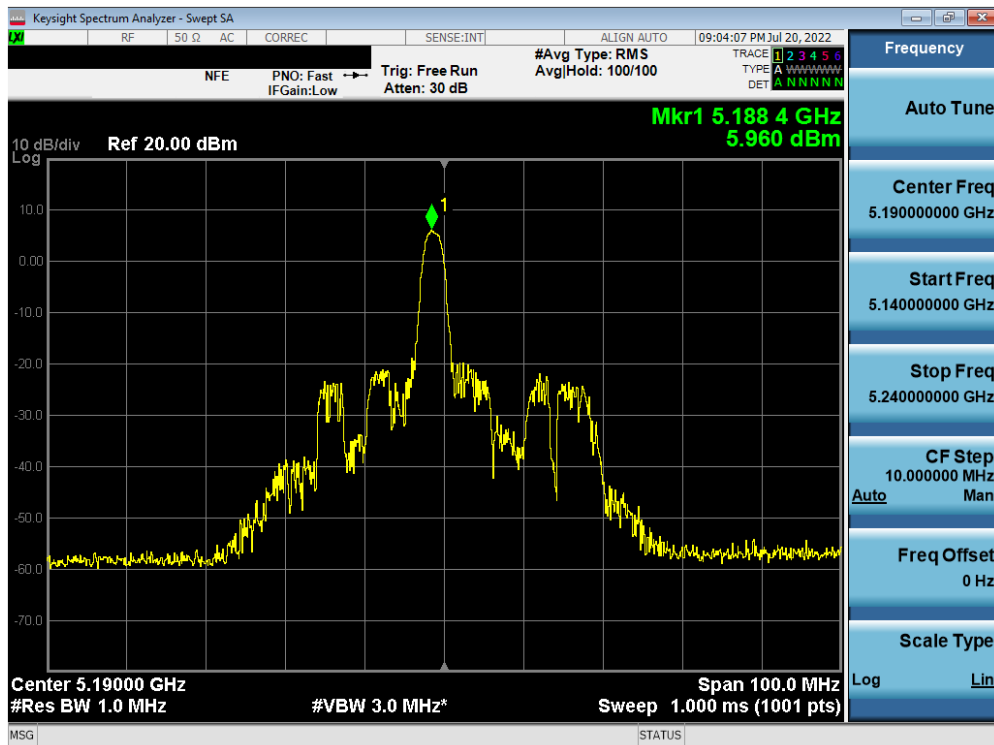 Keysight Spectrum Analyzer - Swept SA
LXI RF 50 Ω AC CORREC SENSE:INT ALIGN AUTO 09:04:07 PM Jul 20, 2022
NFE PNO: Fast Trig: Free Run #Avg Type: RMS TRACE 1 2 3 4 5 6
IFGain:Low Atten: 30 dB Avg|Hold: 100/100 TYPE A WWWWW
DET A N N N N N
Mkr1 5.188 4 GHz
5.960 dBm
10 dB/div Ref 20.00 dBm
Log
1
10.0
0.00
-10.0
-20.0
-30.0
-40.0
-50.0
-60.0
-70.0
Center 5.19000 GHz Span 100.0 MHz
#Res BW 1.0 MHz #VBW 3.0 MHz* Sweep 1.000 ms (1001 pts)
MSG STATUS
Frequency
Auto Tune
Center Freq
5.190000000 GHz
Start Freq
5.140000000 GHz
Stop Freq
5.240000000 GHz
CF Step
10.000000 MHz
Auto Man
Freq Offset
0 Hz
Scale Type
Log Lin